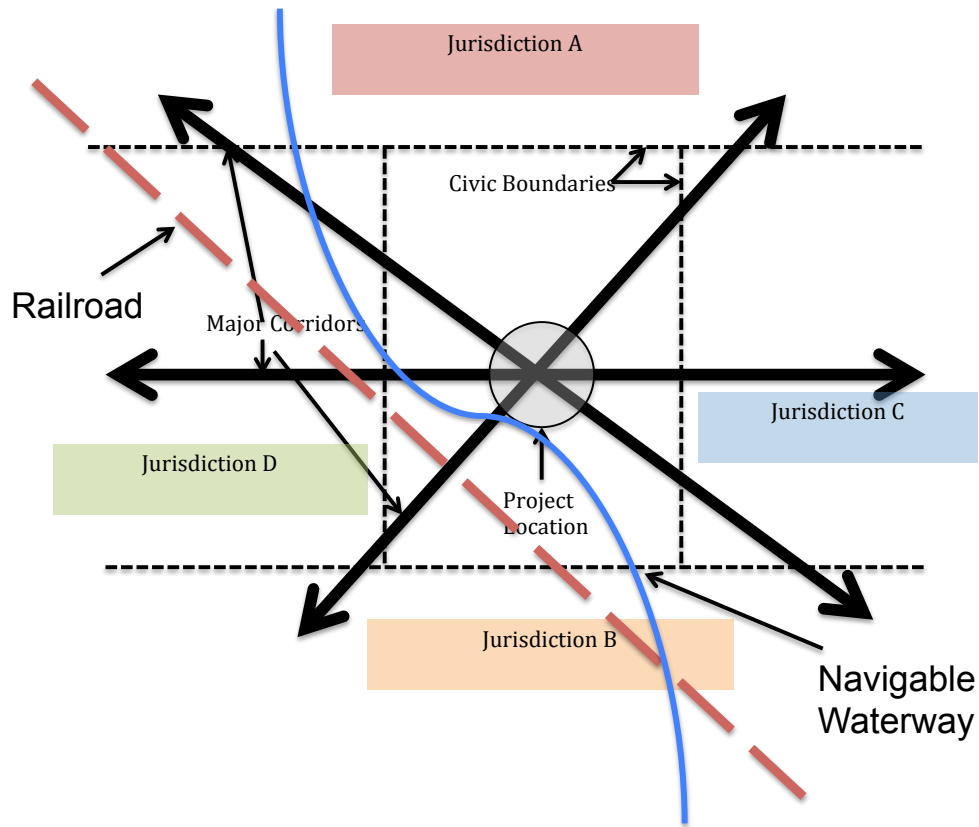 Jurisdiction A
Civic Boundaries
Railroad
Major Corridors
Jurisdiction C
Jurisdiction D
Project
Location
Jurisdiction B
Navigable
Waterway